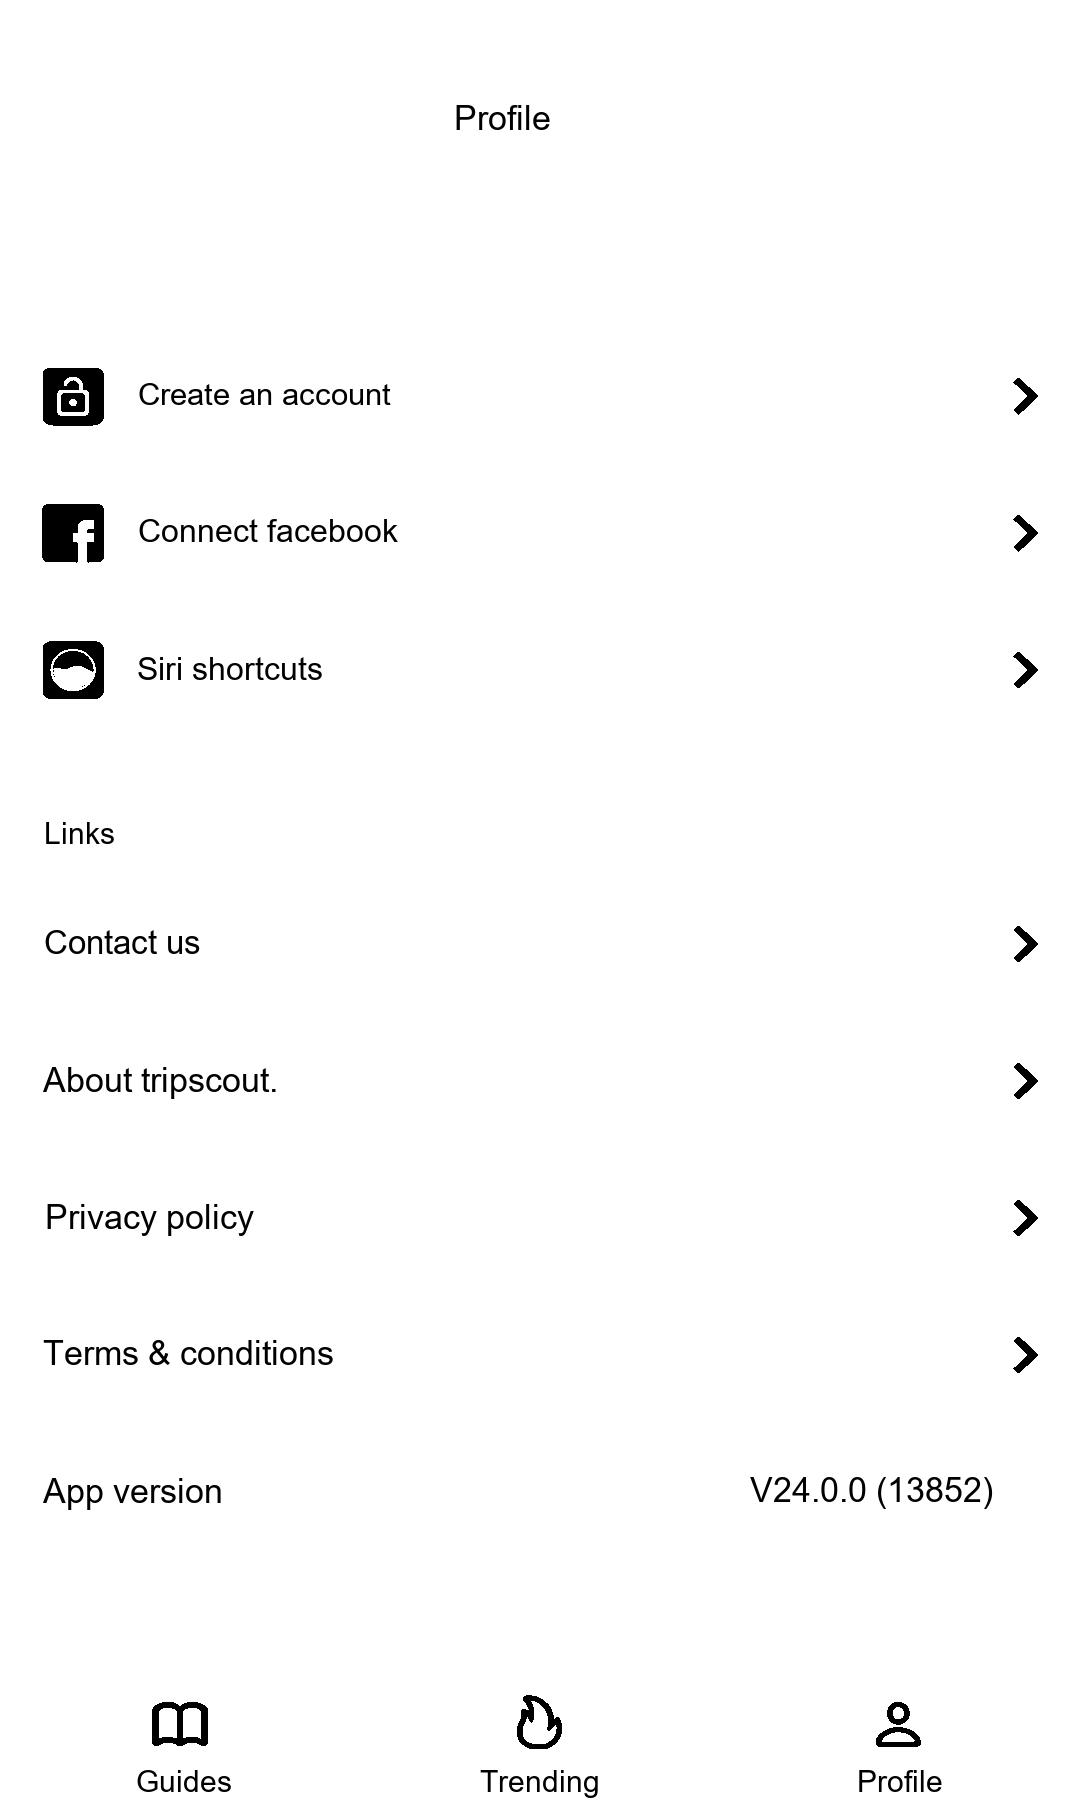 Profile
Create an account
Connect facebook
Siri shortcuts
Links
Contact us
About tripscout.
Privacy policy
Terms & conditions
App version V24.0.0 (13852)
Guides Trending Profile